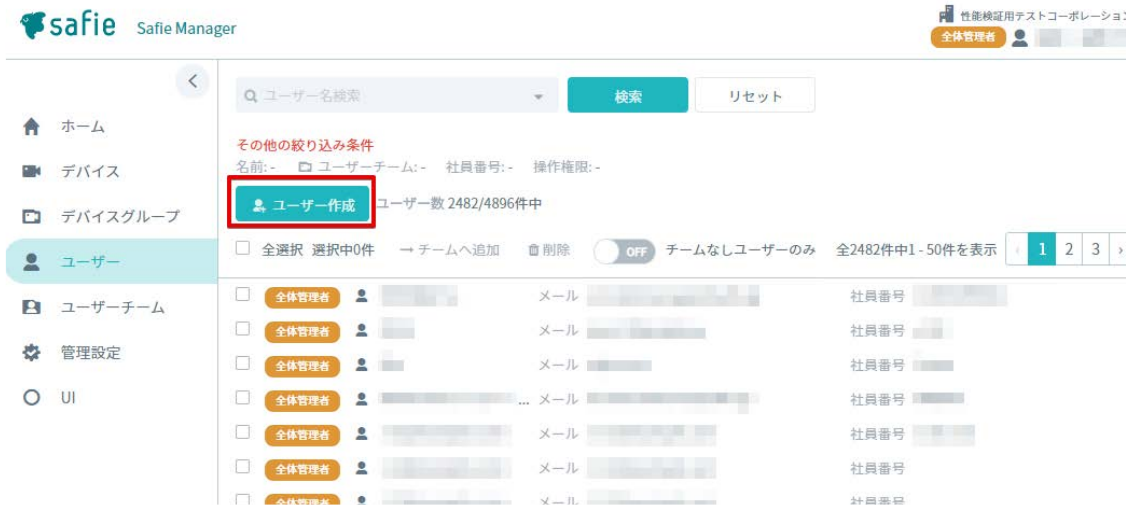 safie Safie Manager
性能検証用テストコーポレーション
全体管理者
ユーザー名検索 検索 リセット
ホーム
デバイス
デバイスグループ
ユーザー
ユーザーチーム
管理設定
UI
その他の絞り込み条件
名前: - ユーザーチーム: - 社員番号: - 操作権限: -
ユーザー作成 ユーザー数 2482/4896件中
全選択 選択中0件 → チームへ追加 削除 OFF チームなしユーザーのみ 全2482件中1 - 50件を表示 ‹ 1 2 3 ›
全体管理者 メール 社員番号
全体管理者 メール 社員番号
全体管理者 メール 社員番号
全体管理者 ... メール 社員番号
全体管理者 メール 社員番号
全体管理者 メール 社員番号
全体管理者 メール 社員番号